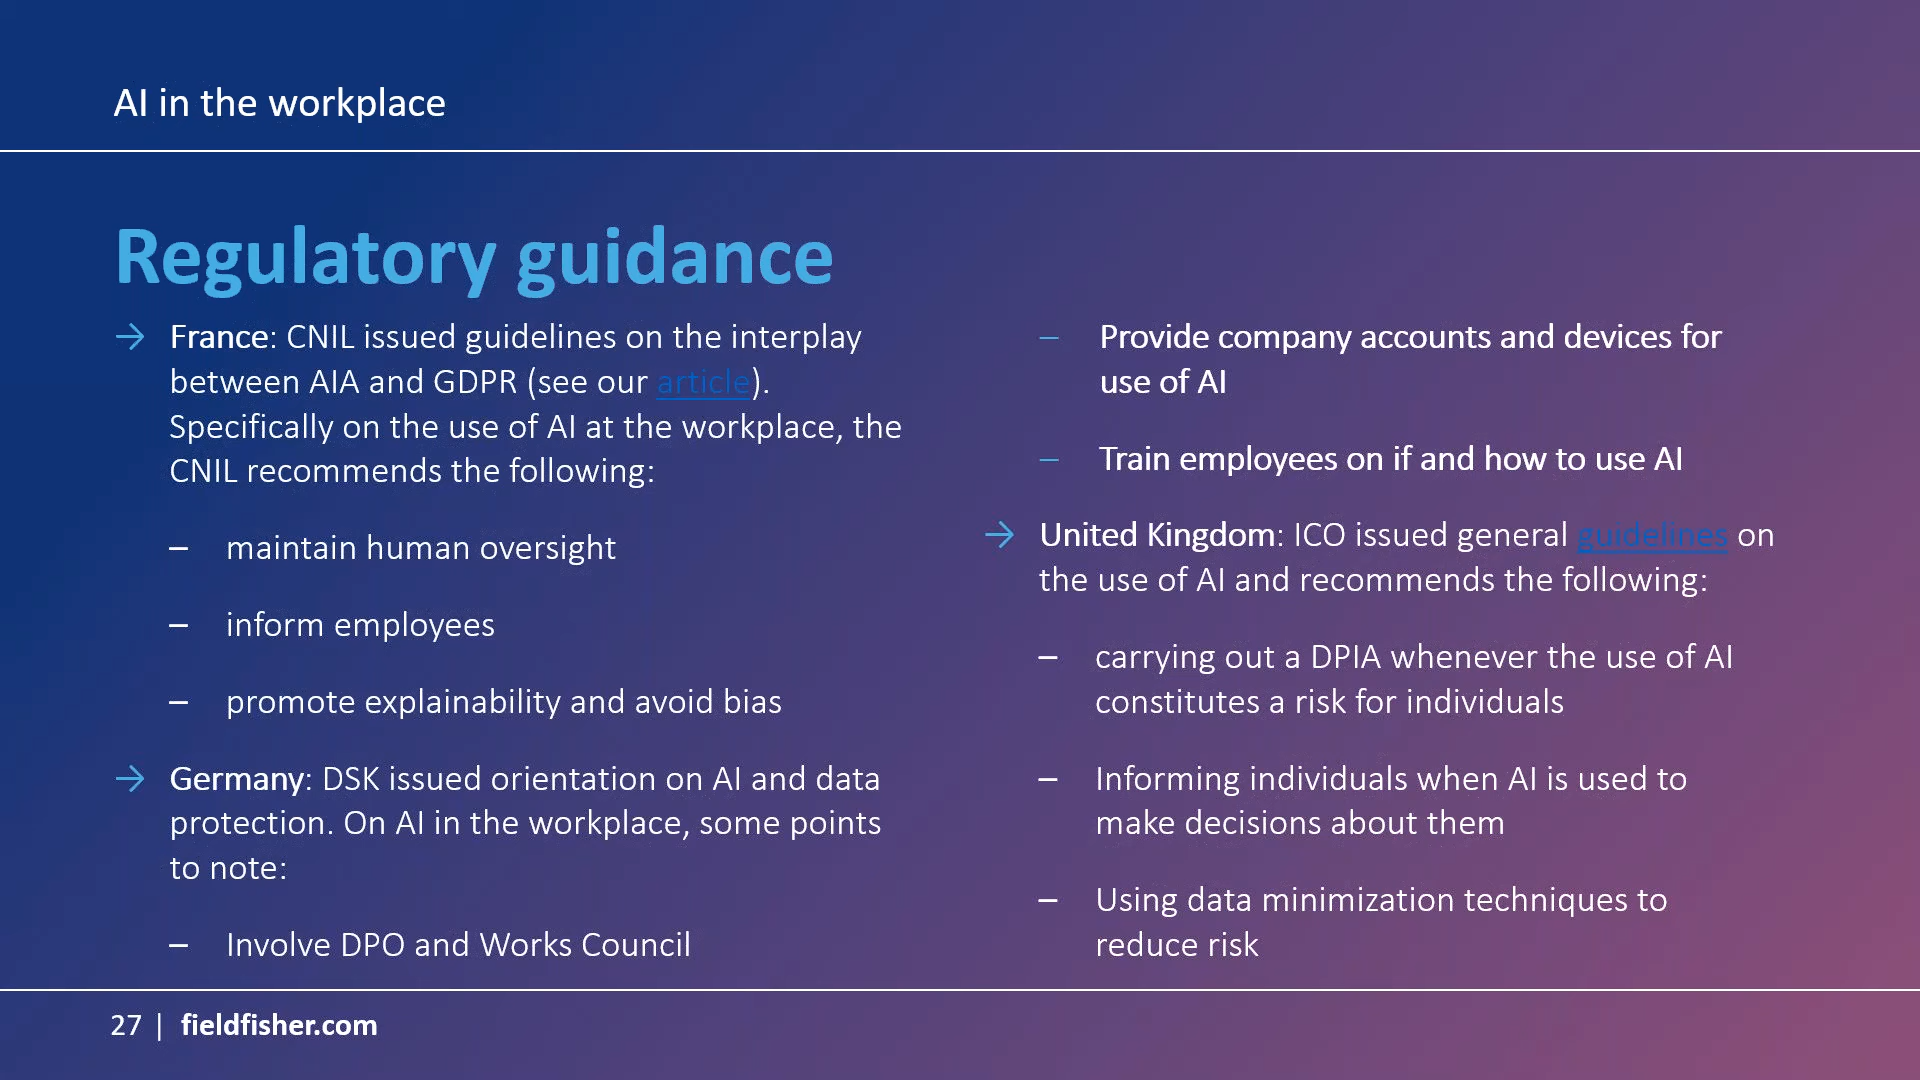 AI in the workplace
Regulatory guidance
→ France: CNIL issued guidelines on the interplay
between AIA and GDPR (see our article).
Specifically on the use of AI at the workplace, the
CNIL recommends the following:
– maintain human oversight
– inform employees
– promote explainability and avoid bias
→ Germany: DSK issued orientation on AI and data
protection. On AI in the workplace, some points
to note:
– Involve DPO and Works Council
– Provide company accounts and devices for
use of AI
– Train employees on if and how to use AI
→ United Kingdom: ICO issued general guidelines on
the use of AI and recommends the following:
– carrying out a DPIA whenever the use of AI
constitutes a risk for individuals
– Informing individuals when AI is used to
make decisions about them
– Using data minimization techniques to
reduce risk
27 | fieldfisher.com